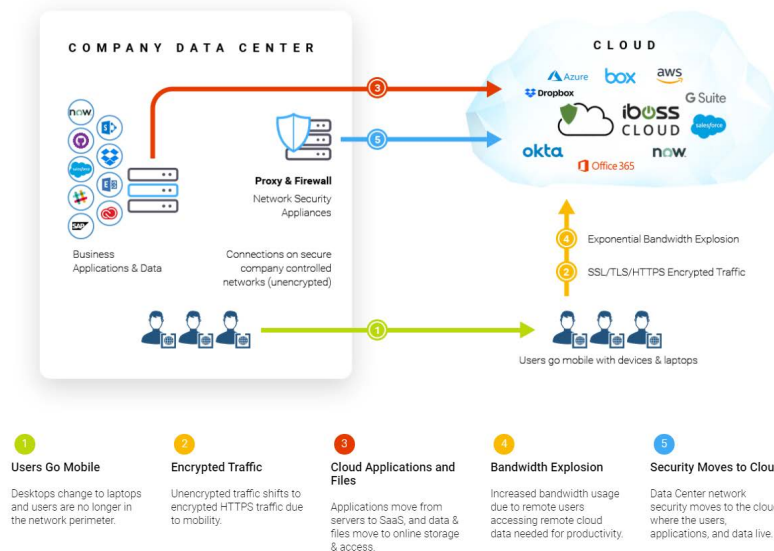 COMPANY DATA CENTER
CLOUD
Azure
box
aws
Dropbox
G Suite
iboss
CLOUD
salesforce
okta
now
Office 365
3
5
now
S
salesforce
E
SAP
Proxy & Firewall
Network Security
Appliances
Business
Applications & Data
Connections on secure
company controlled
networks (unencrypted)
4
Exponential Bandwidth Explosion
2
SSL/TLS/HTTPS Encrypted Traffic
1
Users go mobile with devices & laptops
1
Users Go Mobile
Desktops change to laptops
and users are no longer in
the network perimeter.
2
Encrypted Traffic
Unencrypted traffic shifts to
encrypted HTTPS traffic due
to mobility.
3
Cloud Applications and
Files
Applications move from
servers to SaaS, and data &
files move to online storage
& access.
4
Bandwidth Explosion
Increased bandwidth usage
due to remote users
accessing remote cloud
data needed for productivity.
5
Security Moves to Clou
Data Center network
security moves to the clou
where the users,
applications, and data live.